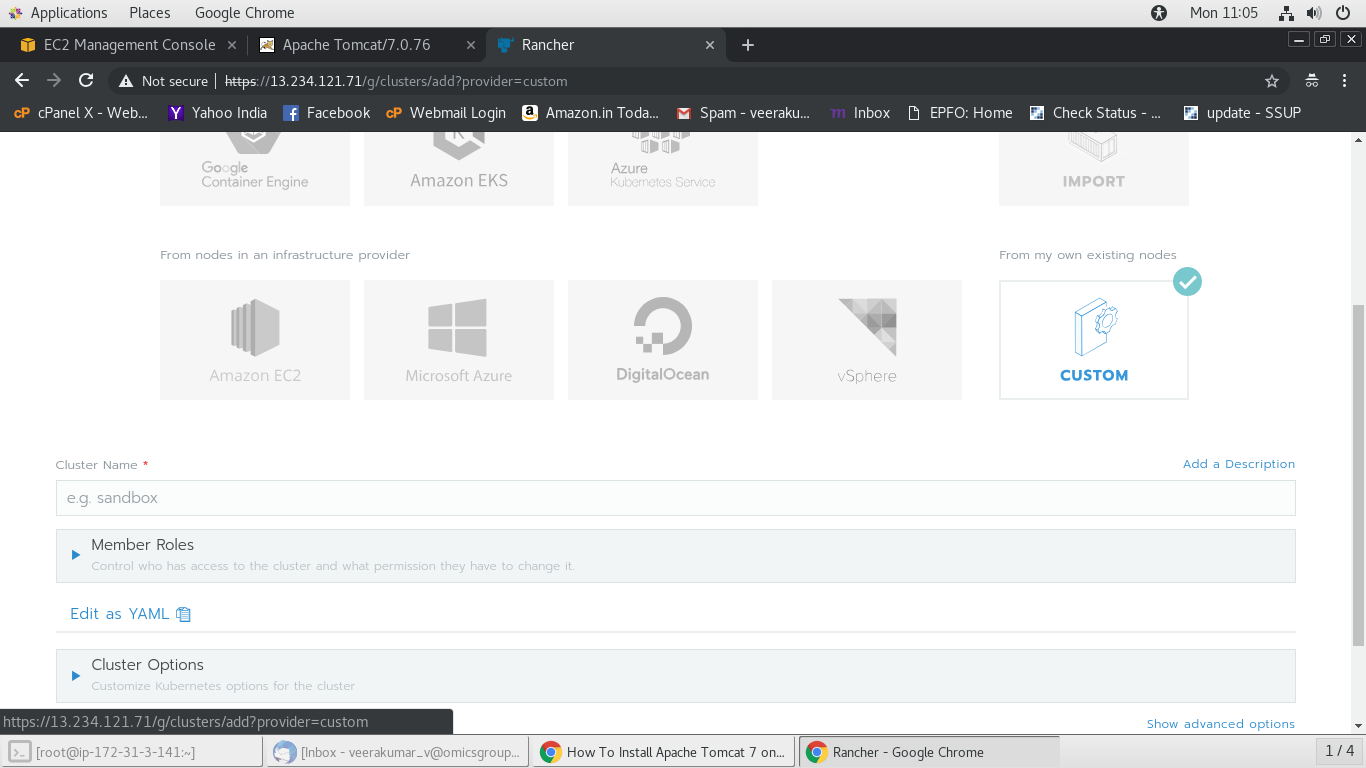 Applications Places Google Chrome Mon 11:05
EC2 Management Console Apache Tomcat/7.0.76 Rancher
Not secure https://13.234.121.71/g/clusters/add?provider=custom
cP cPanel X - Web... Yahoo India Facebook cP Webmail Login Amazon.in Toda... Spam - veeraku... m Inbox EPFO: Home Check Status - ... update - SSUP
Google
Container Engine
Amazon EKS
Azure
Kubernetes Service
IMPORT
From nodes in an infrastructure provider
From my own existing nodes
Amazon EC2
Microsoft Azure
DigitalOcean
vSphere
CUSTOM
Cluster Name *
Add a Description
e.g. sandbox
Member Roles
Control who has access to the cluster and what permission they have to change it.
Edit as YAML
Cluster Options
Customize Kubernetes options for the cluster
https://13.234.121.71/g/clusters/add?provider=custom
Show advanced options
[root@ip-172-31-3-141:~] [Inbox - veerakumar_v@omicsgroup... How To Install Apache Tomcat 7 on... Rancher - Google Chrome 1 / 4